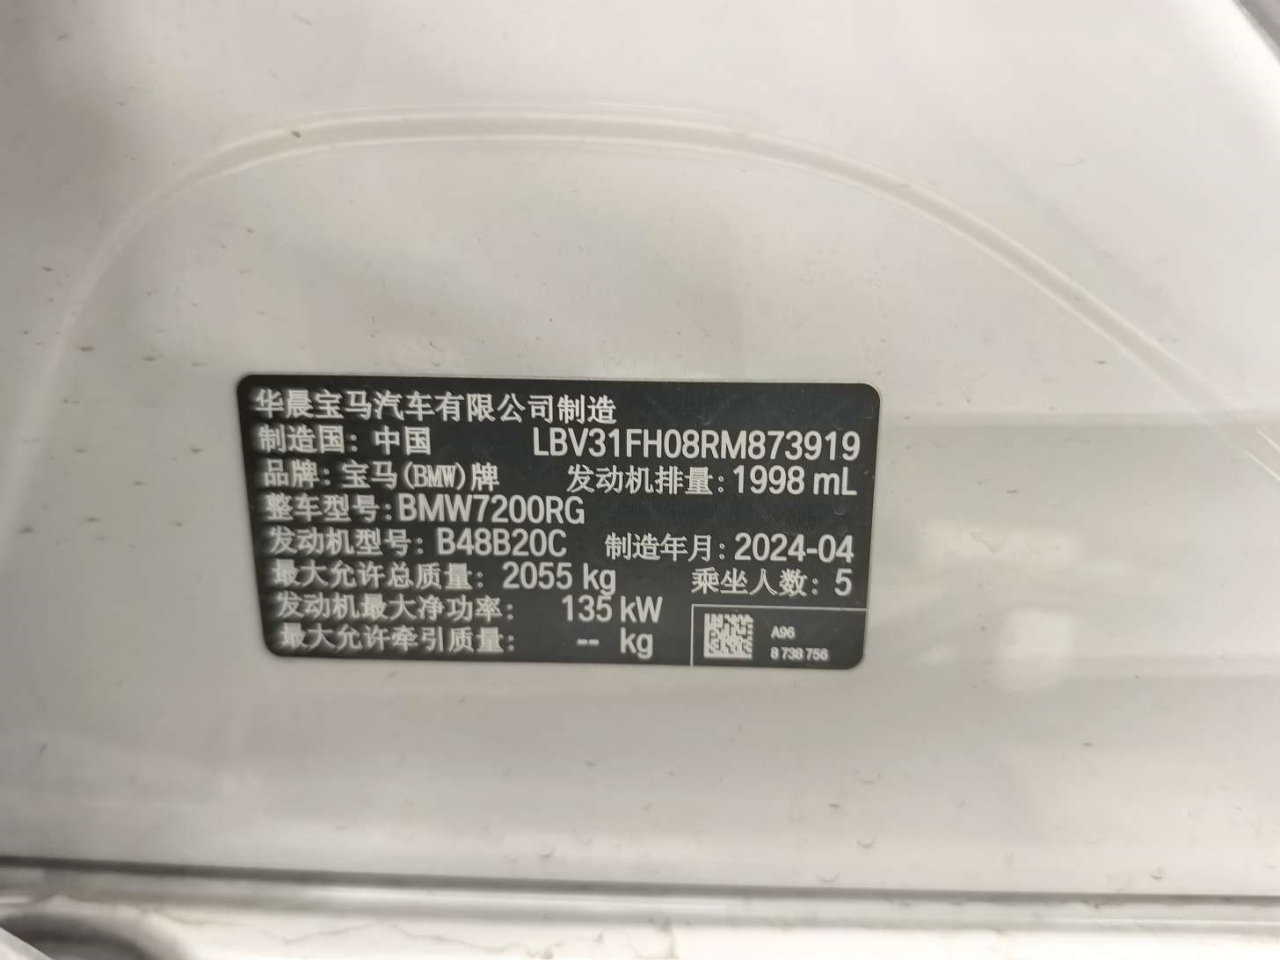 华晨宝马汽车有限公司制造
制造国: 中国 LBV31FH08RM873919
品牌: 宝马(BMW)牌 发动机排量: 1998 mL
整车型号: BMW7200RG
发动机型号: B48B20C 制造年月: 2024-04
最大允许总质量: 2055 kg 乘坐人数: 5
发动机最大净功率: 135 kW
最大允许牵引质量: -- kg
A96
8 738 756